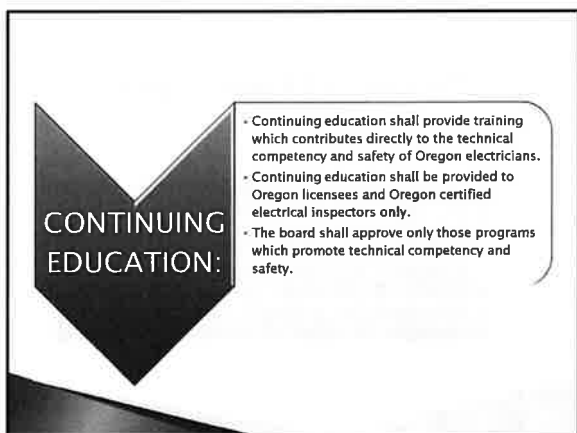 CONTINUING
EDUCATION:
- Continuing education shall provide training
which contributes directly to the technical
competency and safety of Oregon electricians.
- Continuing education shall be provided to
Oregon licensees and Oregon certified
electrical inspectors only.
- The board shall approve only those programs
which promote technical competency and
safety.